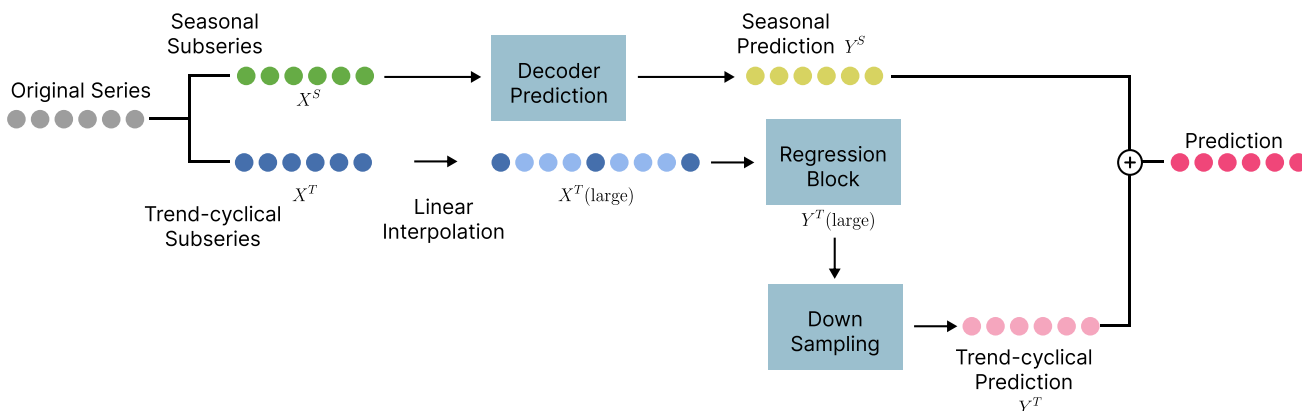 Seasonal
Subseries
Original Series
X^S
Decoder
Prediction
Seasonal
Prediction Y^S
X^T
Trend-cyclical
Subseries
Linear
Interpolation
X^T(large)
Regression
Block
Y^T(large)
Down
Sampling
Trend-cyclical
Prediction
Y^T
+
Prediction